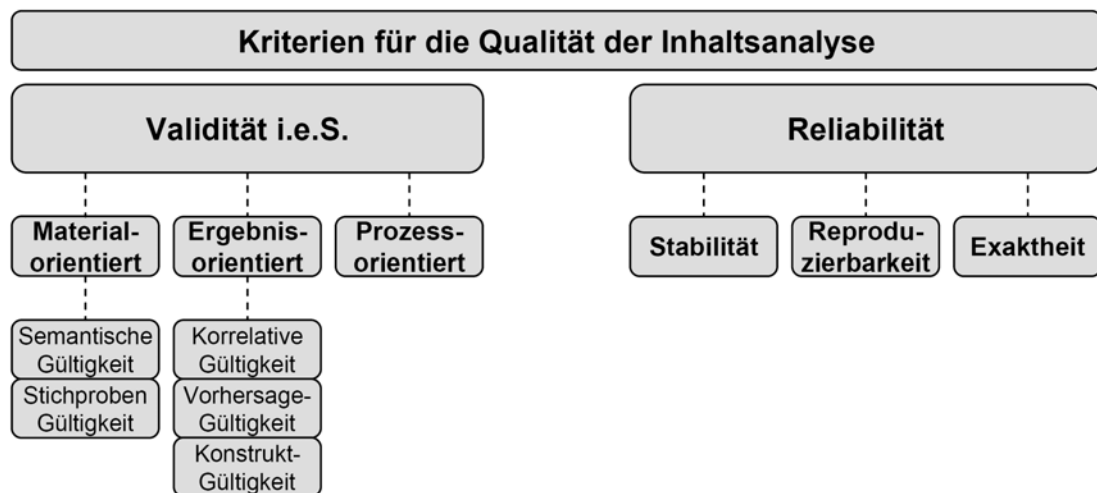 Kriterien für die Qualität der Inhaltsanalyse
Validität i.e.S.
Reliabilität
Material-
orientiert
Ergebnis-
orientiert
Prozess-
orientiert
Stabilität
Reprodu-
zierbarkeit
Exaktheit
Semantische
Gültigkeit
Stichproben
Gültigkeit
Korrelative
Gültigkeit
Vorhersage-
Gültigkeit
Konstrukt-
Gültigkeit